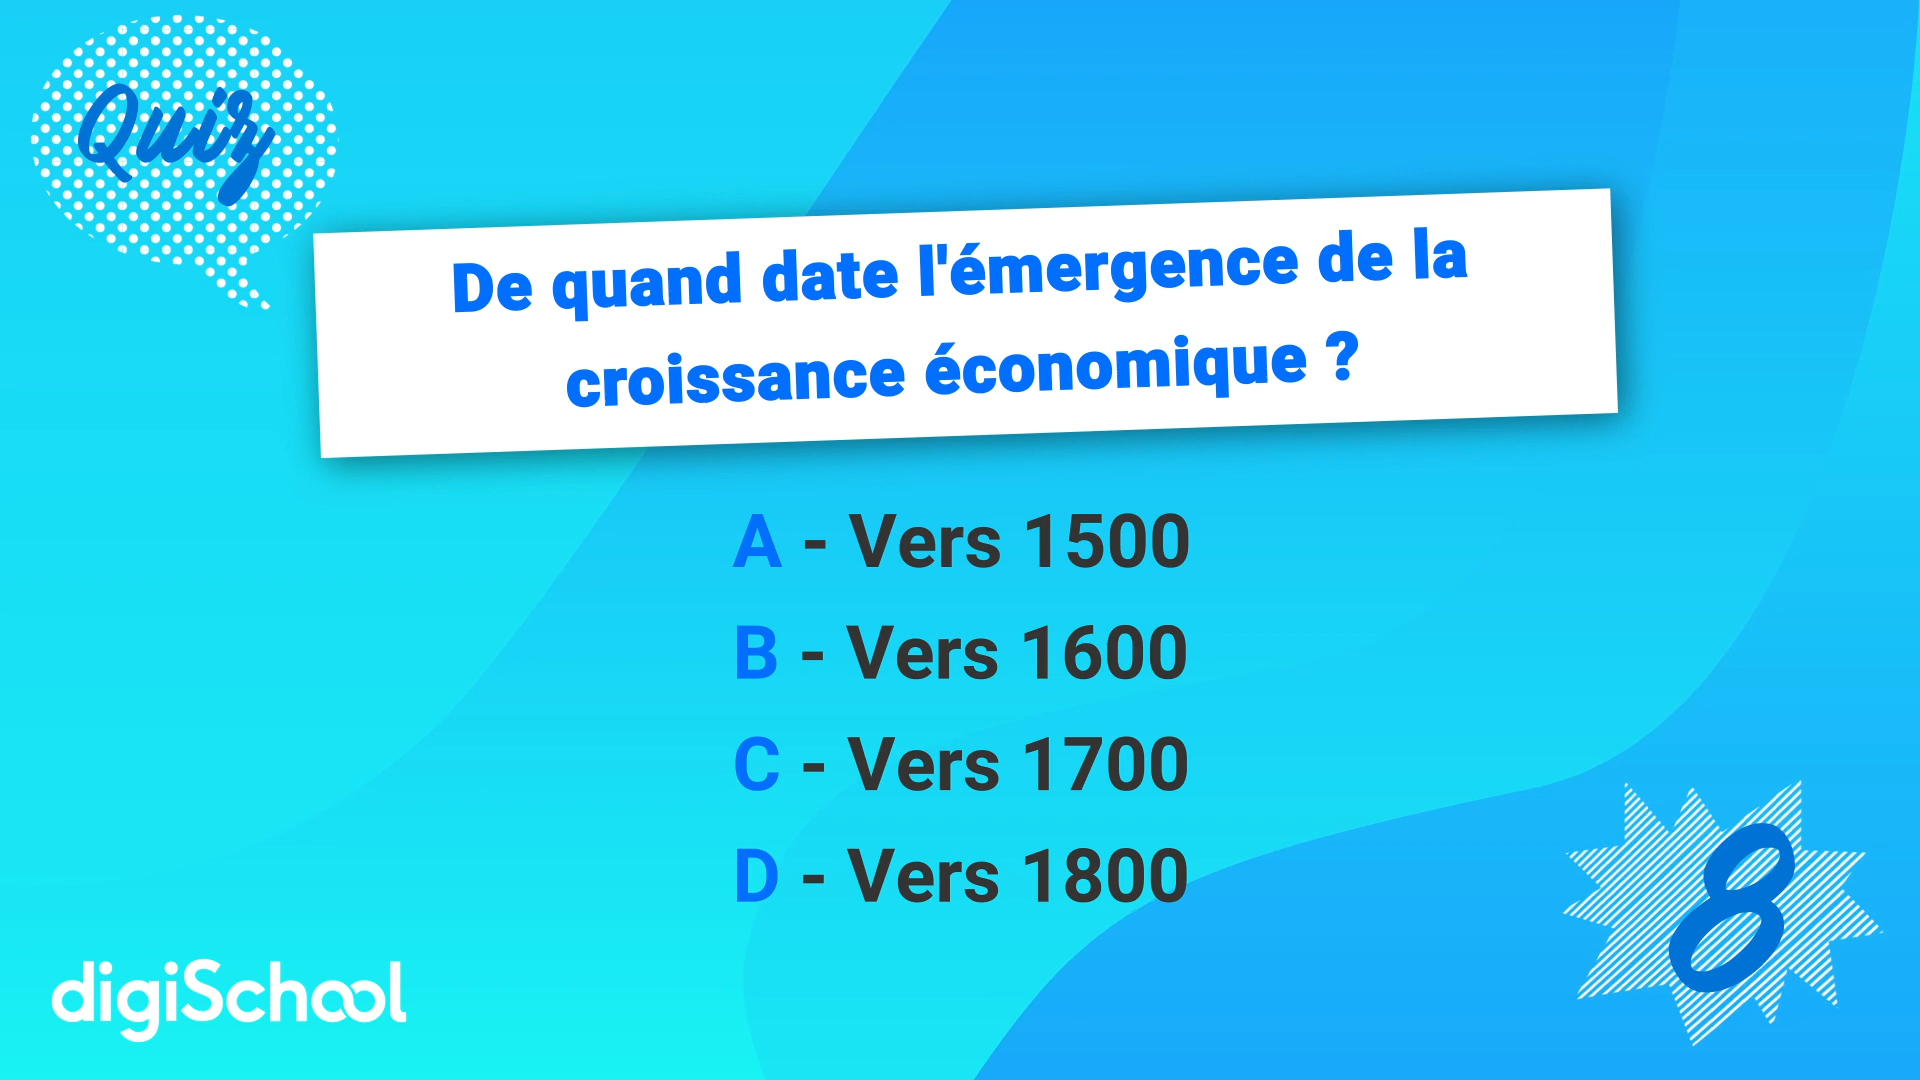 Quiz
De quand date l'émergence de la
croissance économique ?
A - Vers 1500
B - Vers 1600
C - Vers 1700
D - Vers 1800
8
digiSchool